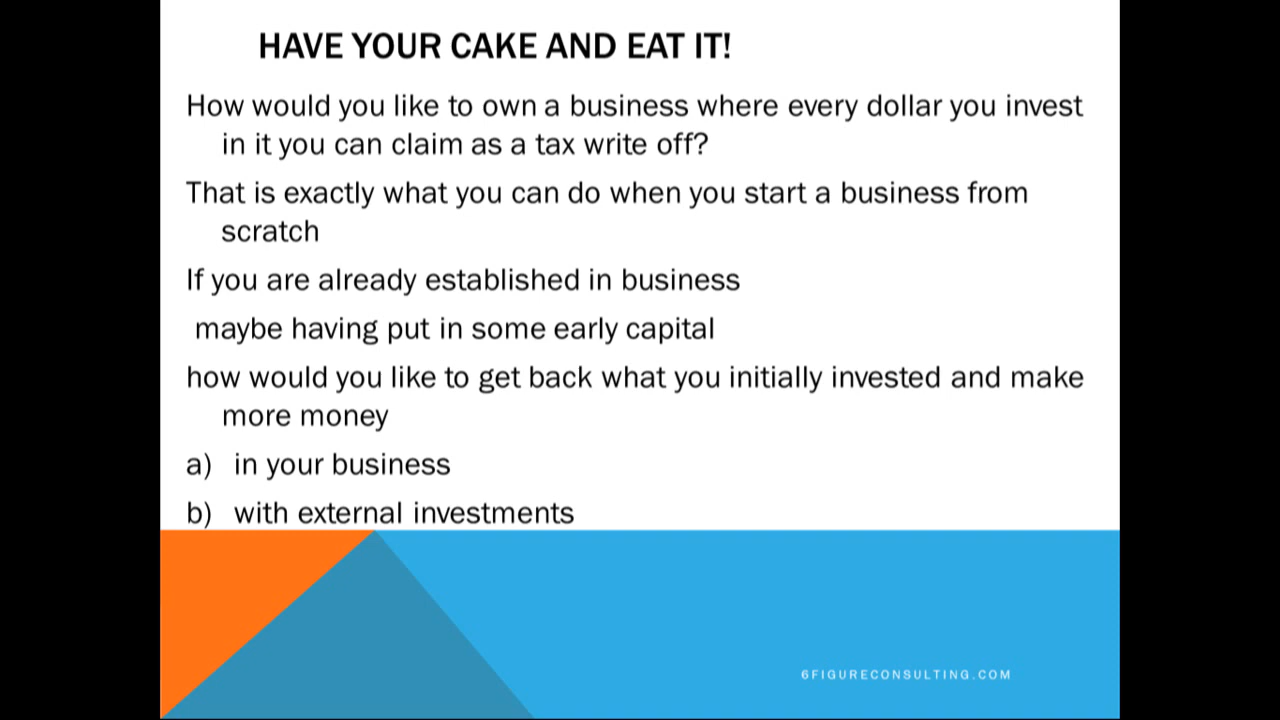 HAVE YOUR CAKE AND EAT IT!
How would you like to own a business where every dollar you invest
in it you can claim as a tax write off?
That is exactly what you can do when you start a business from
scratch
If you are already established in business
maybe having put in some early capital
how would you like to get back what you initially invested and make
more money
a) in your business
b) with external investments
6FIGURECONSULTING.COM